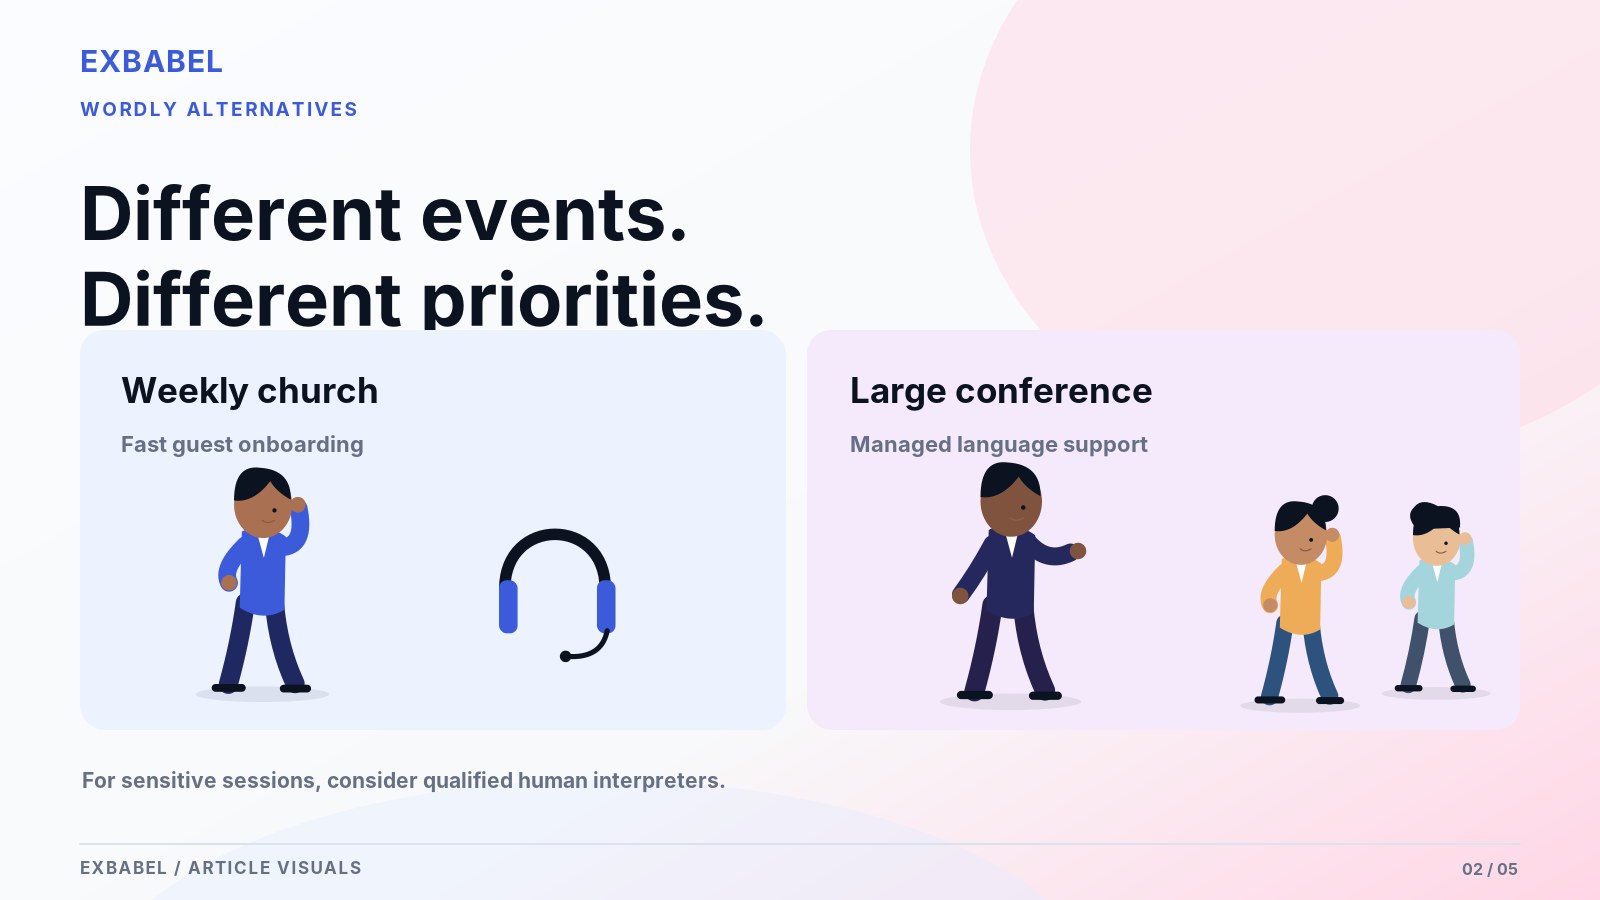 EXBABEL
WORDLY ALTERNATIVES
Different events.
Different priorities.
Weekly church
Fast guest onboarding
Large conference
Managed language support
For sensitive sessions, consider qualified human interpreters.
EXBABEL / ARTICLE VISUALS
02 / 05